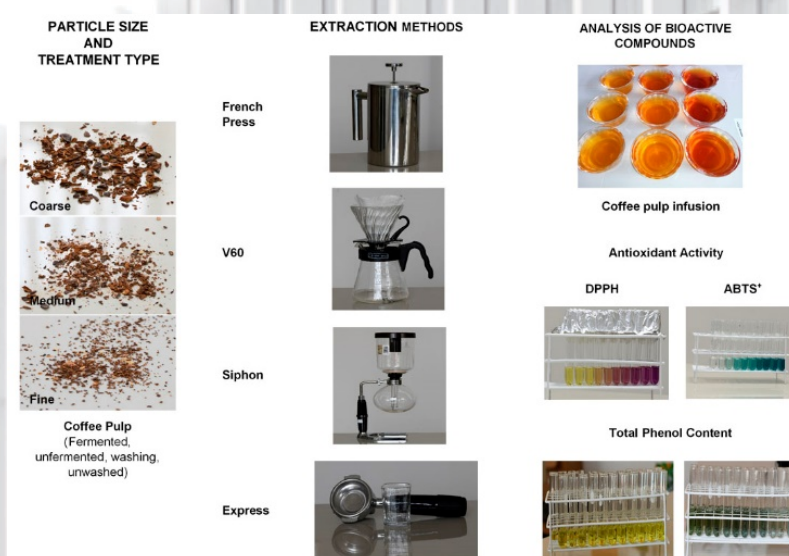 PARTICLE SIZE
AND
TREATMENT TYPE
Coarse
Medium
Fine
Coffee Pulp
(Fermented,
unfermented, washing,
unwashed)
EXTRACTION METHODS
French
Press
V60
Siphon
Express
ANALYSIS OF BIOACTIVE
COMPOUNDS
Coffee pulp infusion
Antioxidant Activity
DPPH
ABTS⁺
Total Phenol Content